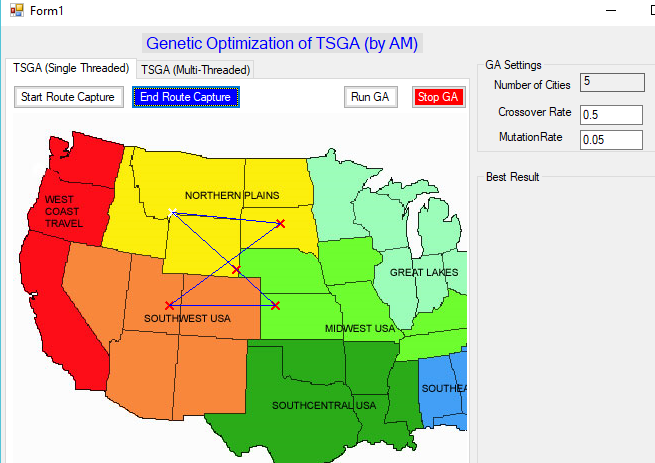 Form1
Genetic Optimization of TSGA (by AM)
TSGA (Single Threaded)
TSGA (Multi-Threaded)
Start Route Capture
End Route Capture
Run GA
Stop GA
GA Settings
Number of Cities
5
Crossover Rate
0.5
MutationRate
0.05
Best Result
WEST
COAST
TRAVEL
NORTHERN PLAINS
GREAT LAKES
SOUTHWEST USA
MIDWEST USA
SOUTHCENTRAL USA
SOUTHEA